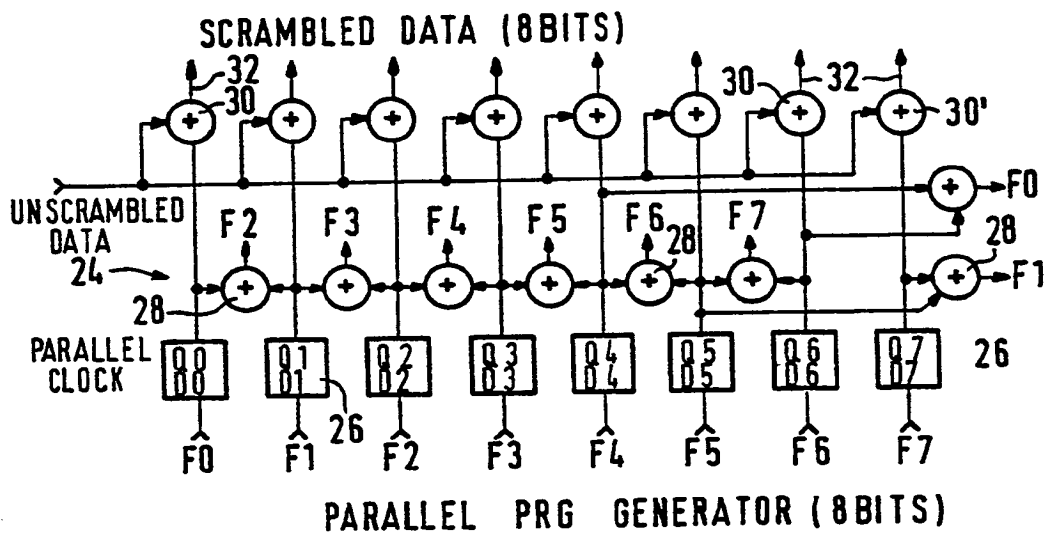 SCRAMBLED DATA (8BITS)
32
30
30
32
30'
UNSCRAMBLED
DATA
24
F2
F3
F4
F5
F6
F7
F0
28
28
28
F1
PARALLEL
CLOCK
Q0
D0
Q1
D1
Q2
D2
Q3
D3
Q4
D4
Q5
D5
Q6
D6
Q7
D7
26
26
F0
F1
F2
F3
F4
F5
F6
F7
PARALLEL PRG GENERATOR (8BITS)